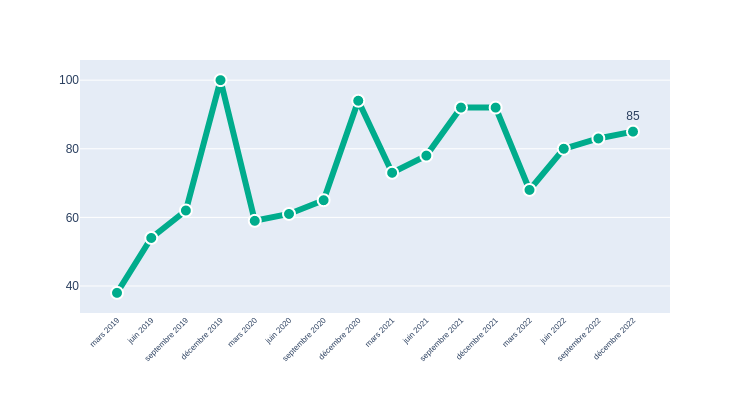 100
80
60
40
85
mars 2019
juin 2019
septembre 2019
décembre 2019
mars 2020
juin 2020
septembre 2020
décembre 2020
mars 2021
juin 2021
septembre 2021
décembre 2021
mars 2022
juin 2022
septembre 2022
décembre 2022